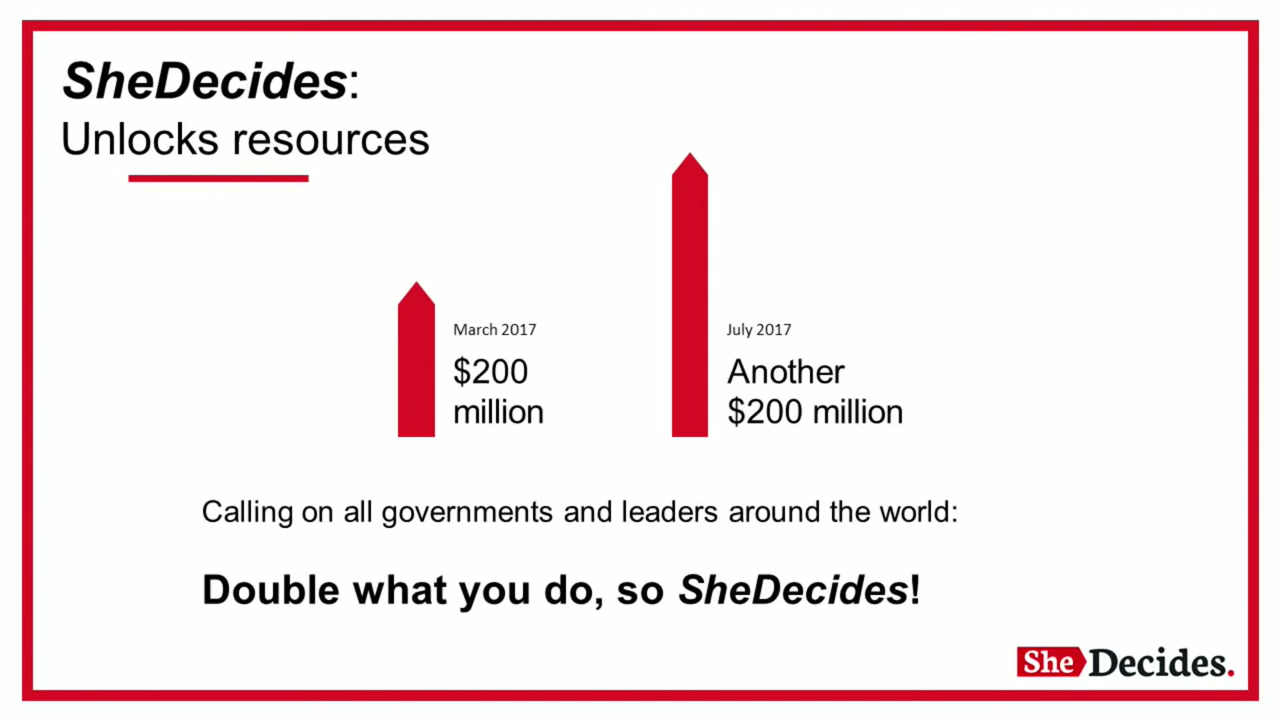 SheDecides:
Unlocks resources
March 2017
$200
million
July 2017
Another
$200 million
Calling on all governments and leaders around the world:
Double what you do, so SheDecides!
She Decides.